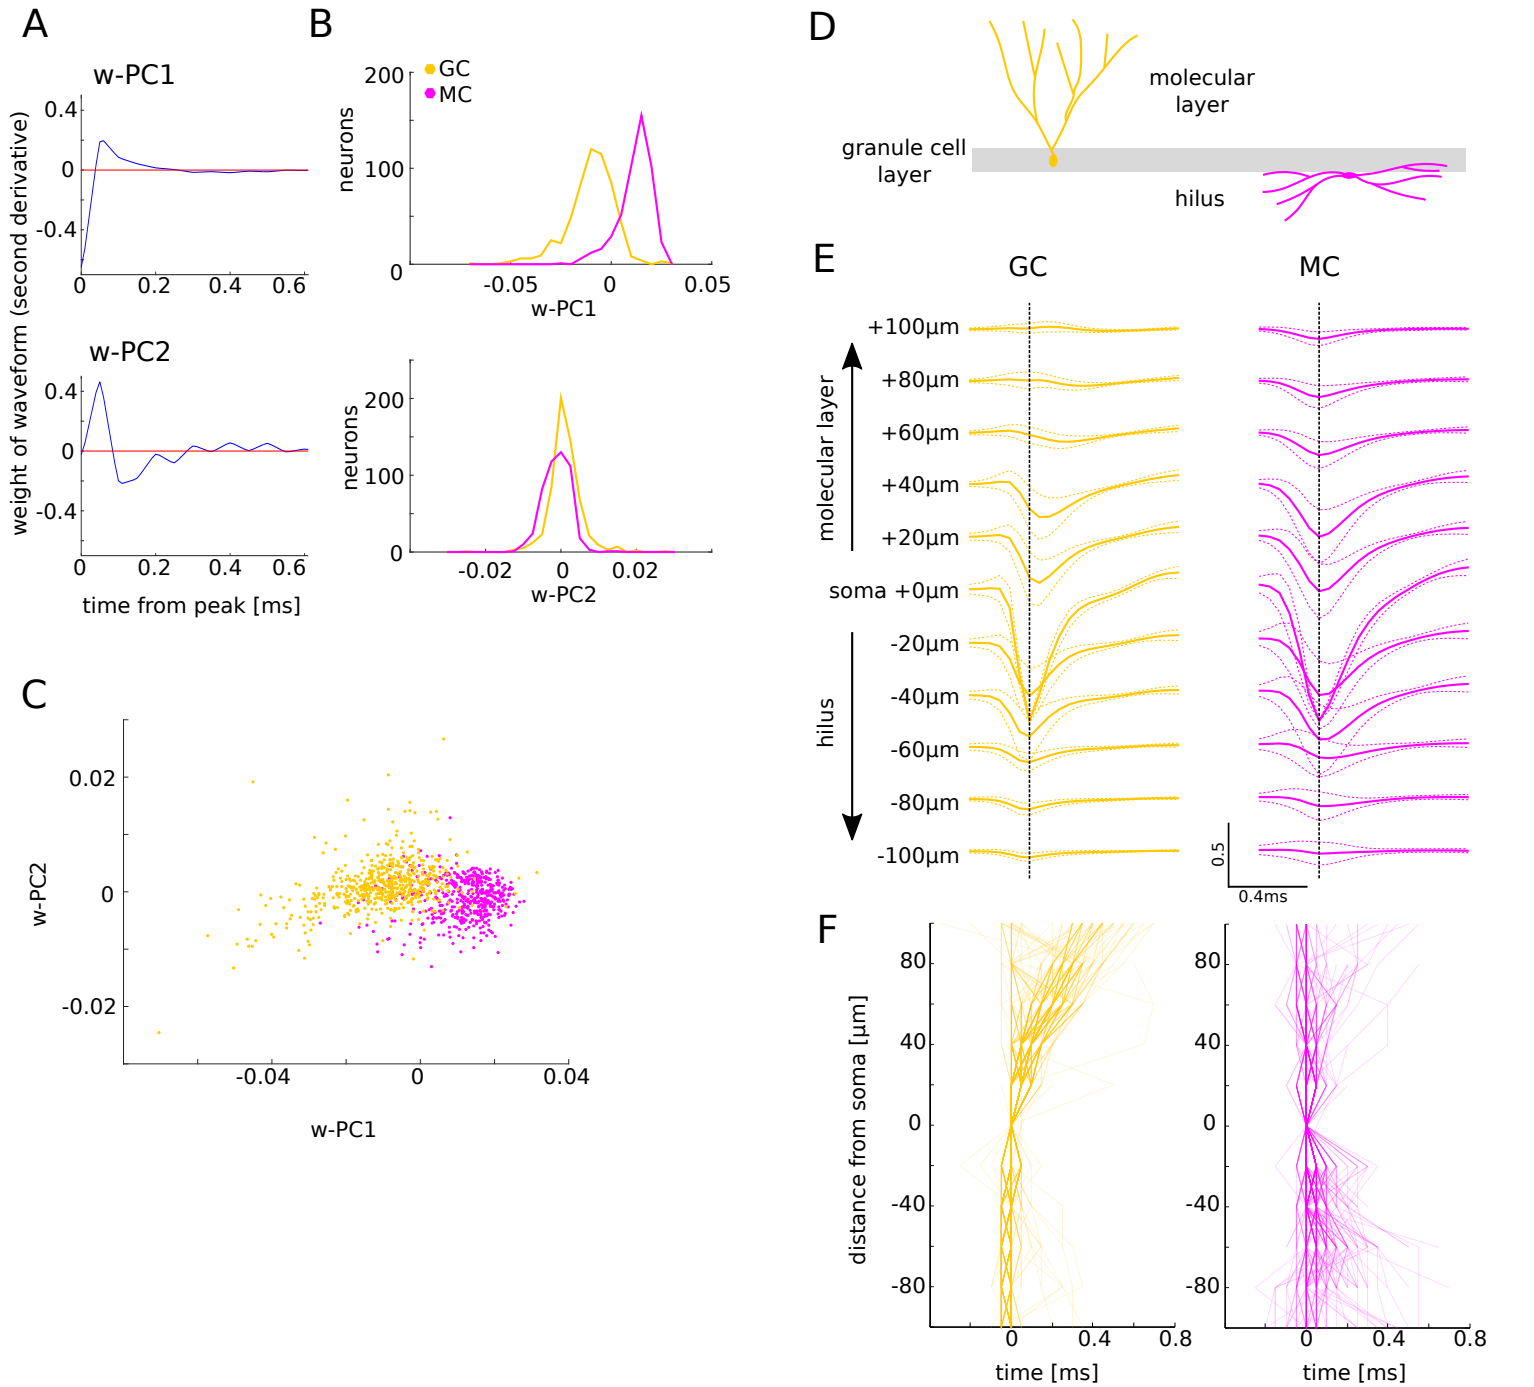 A
w-PC1
weight of waveform (second derivative)
0.4
0
-0.4
0 0.2 0.4 0.6
w-PC2
0.4
0
-0.4
0 0.2 0.4 0.6
time from peak [ms]
B
GC
MC
neurons
200
100
0
-0.05 0 0.05
w-PC1
neurons
200
100
0
-0.02 0 0.02
w-PC2
C
w-PC2
0.02
0
-0.02
-0.04 0 0.04
w-PC1
D
molecular
layer
granule cell
layer
hilus
E
GC MC
molecular layer
hilus
+100µm
+80µm
+60µm
+40µm
+20µm
soma +0µm
-20µm
-40µm
-60µm
-80µm
-100µm
0.5
0.4ms
F
distance from soma [µm]
80
40
0
-40
-80
0 0.4 0.8
time [ms]
80
40
0
-40
-80
0 0.4 0.8
time [ms]